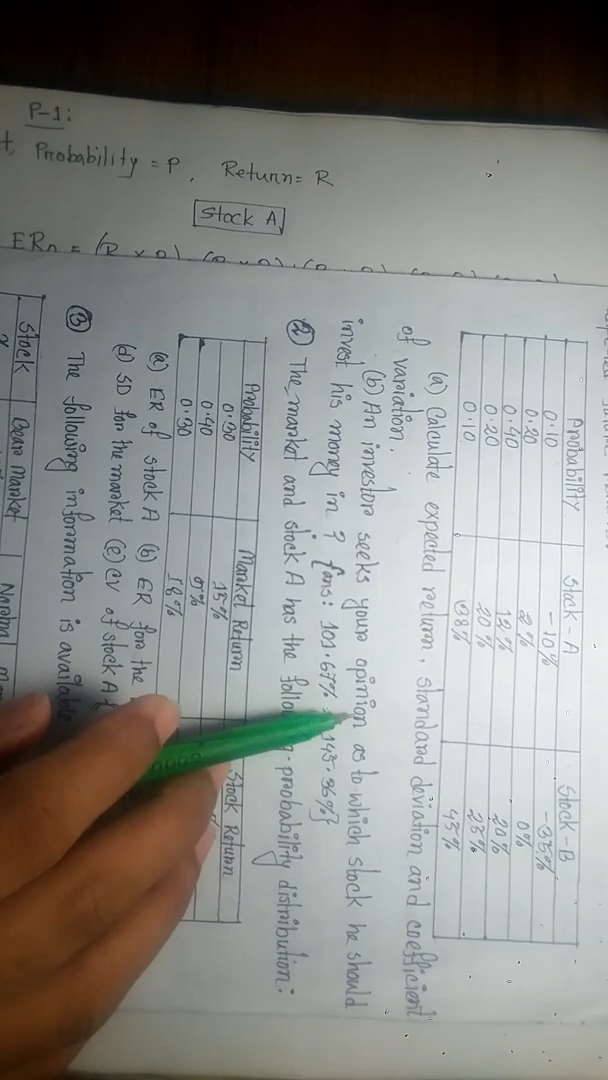 P-1:
t, Probability = P, Return = R
Stock A
ERn =
Probability Stock-A Stock-B
0.10 -10% -35%
0.20 2% 0%
0.40 12% 20%
0.20 20% 25%
0.10 38% 45%
(a) Calculate expected return, standard deviation and coefficient
of variation.
(b) An investor seeks your opinion as to which stock he should
invest his money in ? {ans: 101.67% 143.36%}
② The market and stock A has the probability distribution:
Probability Market Return Stock Return
0.30 15%
0.40 9%
0.30 18%
(a) ER of stock A (b) ER for the
(d) SD for the market (e) CV of stock A
③ The following information is available
Stock Bear Market Normal